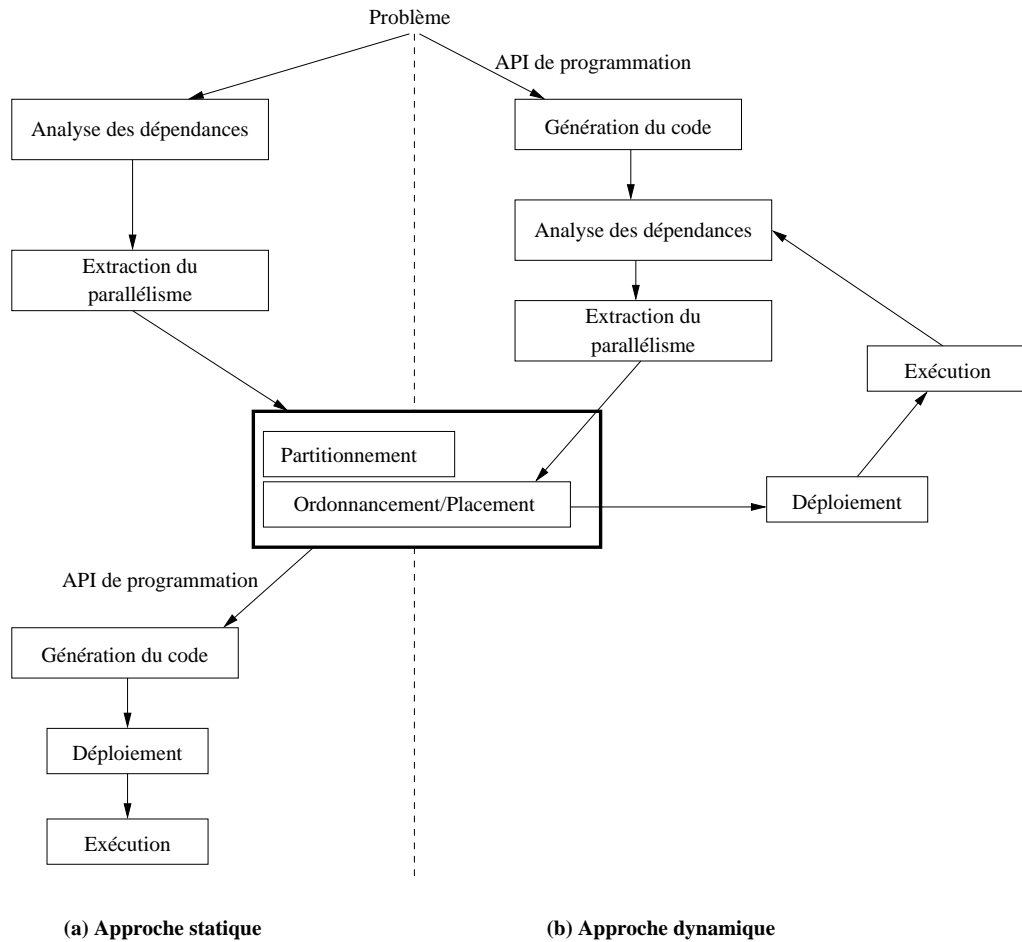 Problème
API de programmation
Analyse des dépendances
Génération du code
Analyse des dépendances
Extraction du
parallélisme
Extraction du
parallélisme
Exécution
Partitionnement
Ordonnancement/Placement
Déploiement
API de programmation
Génération du code
Déploiement
Exécution
(a) Approche statique
(b) Approche dynamique